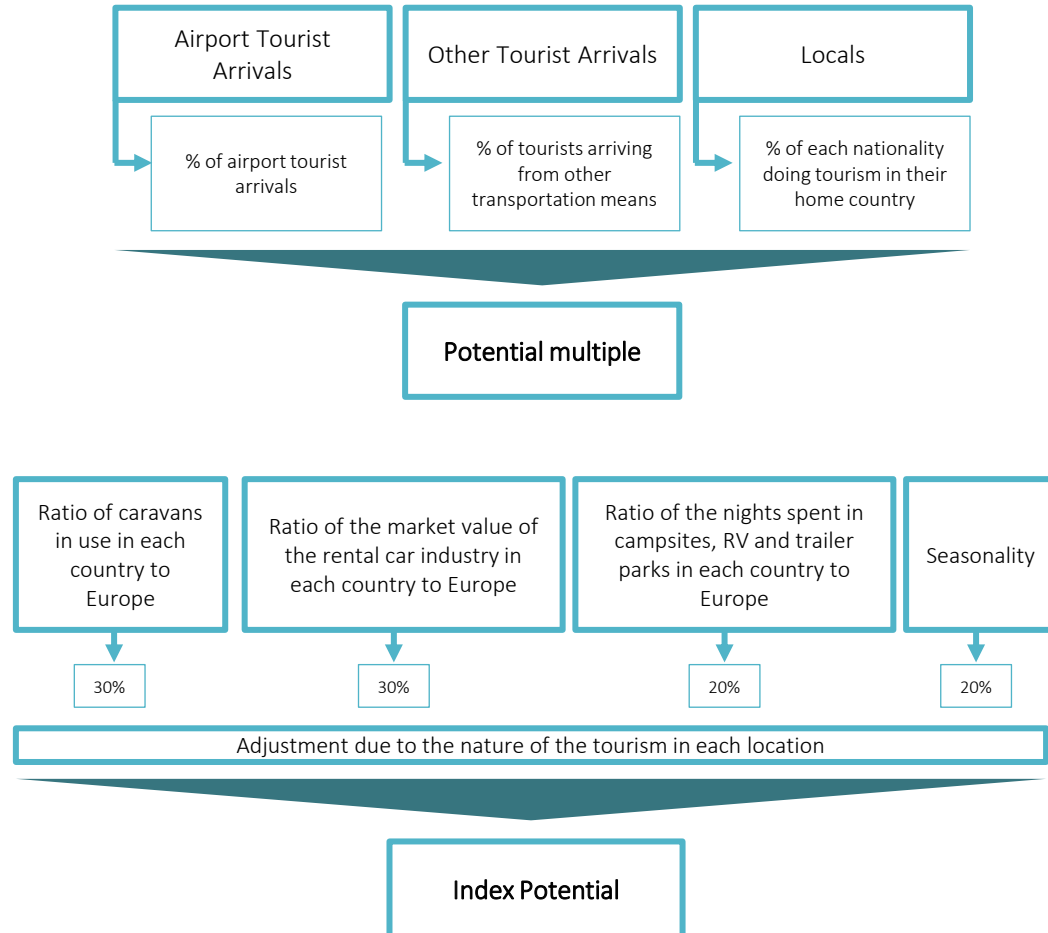 Airport Tourist
Arrivals
Other Tourist Arrivals
Locals
% of airport tourist
arrivals
% of tourists arriving
from other
transportation means
% of each nationality
doing tourism in their
home country
Potential multiple
Ratio of caravans
in use in each
country to
Europe
Ratio of the market value of
the rental car industry in
each country to Europe
Ratio of the nights spent in
campsites, RV and trailer
parks in each country to
Europe
Seasonality
30%
30%
20%
20%
Adjustment due to the nature of the tourism in each location
Index Potential